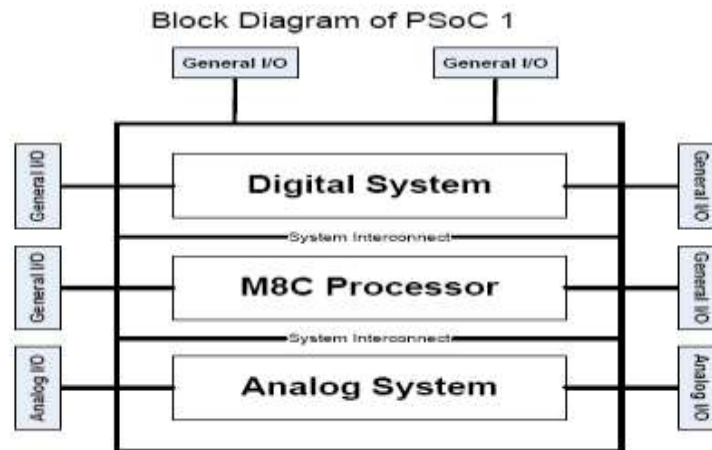 Block Diagram of PSoC 1
General I/O
General I/O
General I/O
Digital System
General I/O
System Interconnect
General I/O
M8C Processor
General I/O
System Interconnect
Analog I/O
Analog System
Analog I/O